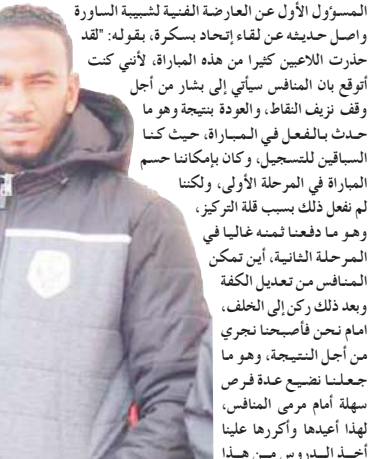 المسؤول الأول عن العارضة الفنية لشبيبة الساورة
واصل حديثه عن لقاء إتحاد بسكرة، بقوله: "لقد
حذرت اللاعبين كثيرا من هذه المباراة، لأنني كنت
أتوقع بان المنافس سيأتي إلى بشار من أجل
وقف نزيف النقاط، والعودة بنتيجة وهو ما
حدث بالفعل في المباراة، حيث كنا
السباقين للتسجيل، وكان بإمكاننا حسم
المباراة في المرحلة الأولى، ولكننا
لم نفعل ذلك بسبب قلة التركيز،
وهو ما دفعنا ثمنه غاليا في
المرحلة الثانية، أين تمكن
المنافس من تعديل الكفة
وبعد ذلك ركن إلى الخلف،
امام نحن فأصبحنا نجري
من أجل النتيجة، وهو ما
جعلنا نضيع عدة فرص
سهلة أمام مرمى المنافس،
لهذا أعيدها وأكررها علينا
أخذ الدروس من هذا